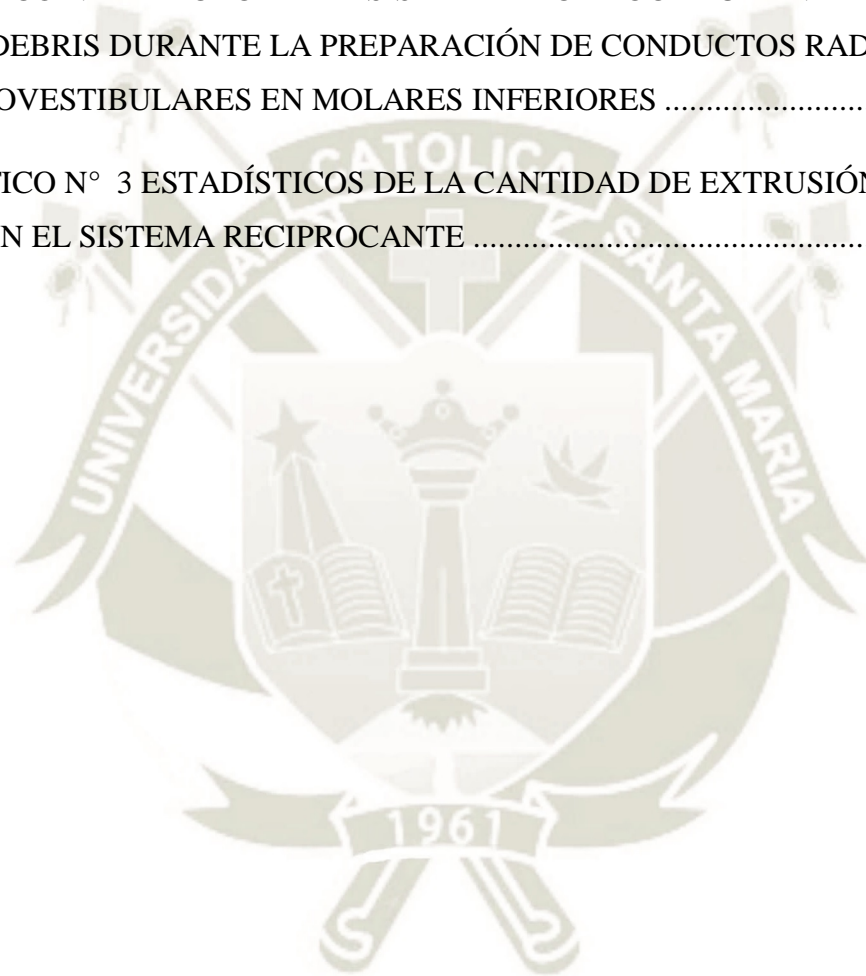 DEBRIS DURANTE LA PREPARACIÓN DE CONDUCTOS RAD
OVESTIBULARES EN MOLARES INFERIORES ........................
TICO N° 3 ESTADÍSTICOS DE LA CANTIDAD DE EXTRUSIÓN
N EL SISTEMA RECIPROCANTE .............................................
UNIVERSIDAD CATOLICA SANTA MARIA
1961